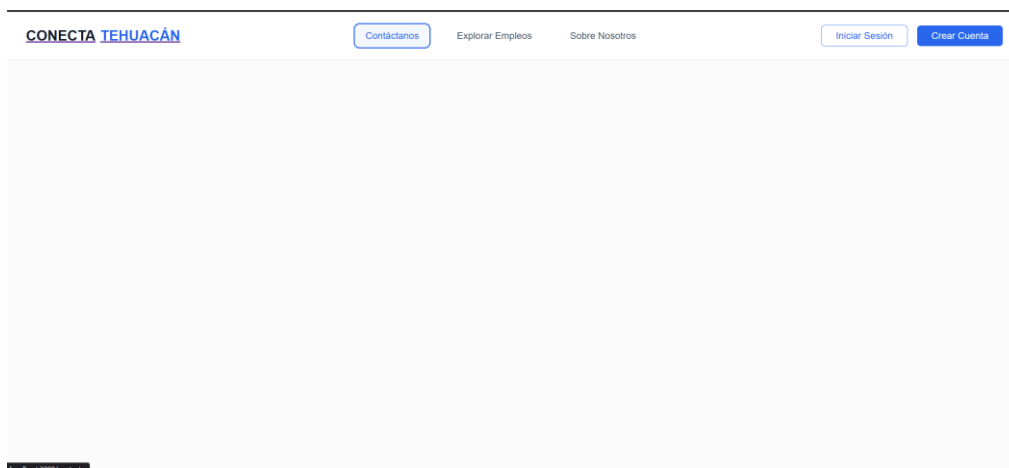 CONECTA TEHUACÁN
Contáctanos
Explorar Empleos
Sobre Nosotros
Iniciar Sesión
Crear Cuenta